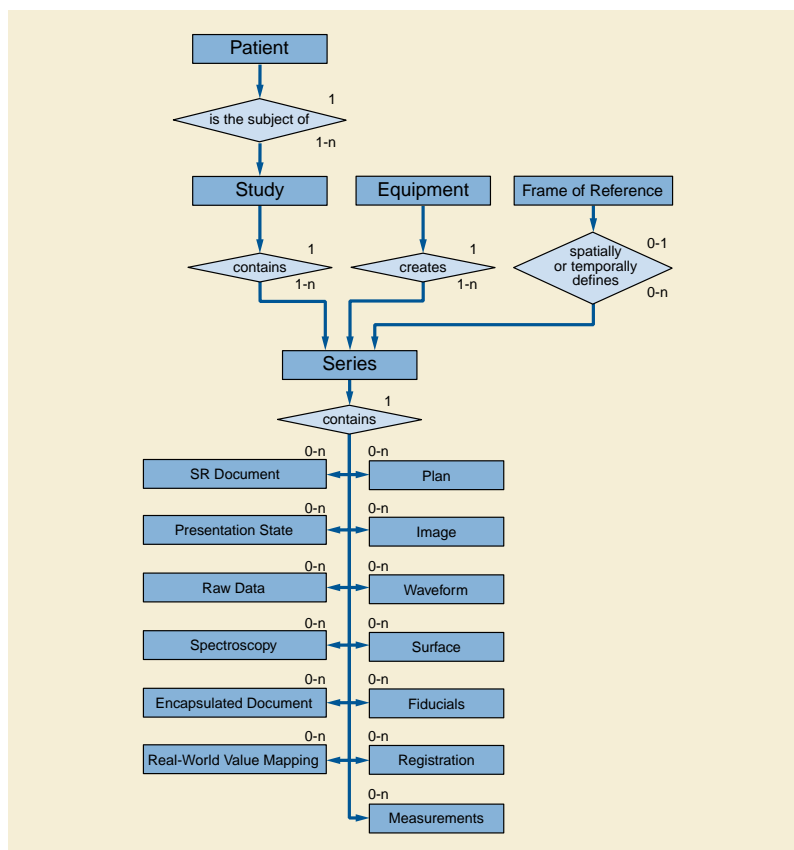 Patient
1
is the subject of
1-n
Study
Equipment
Frame of Reference
1
contains
1-n
1
creates
1-n
0-1
spatially
or temporally
defines
0-n
Series
1
contains
0-n
SR Document
0-n
Plan
0-n
Presentation State
0-n
Image
0-n
Raw Data
0-n
Waveform
0-n
Spectroscopy
0-n
Surface
0-n
Encapsulated Document
0-n
Fiducials
0-n
Real-World Value Mapping
0-n
Registration
0-n
Measurements